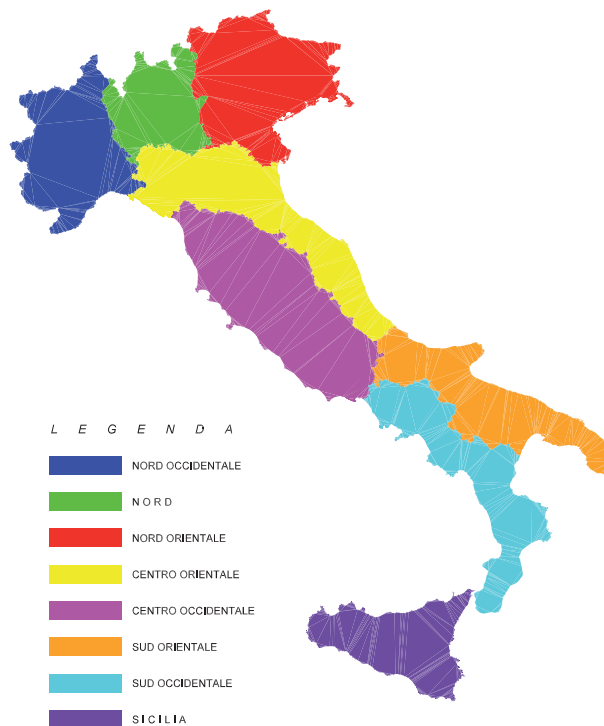 L E G E N D A
NORD OCCIDENTALE
N O R D
NORD ORIENTALE
CENTRO ORIENTALE
CENTRO OCCIDENTALE
SUD ORIENTALE
SUD OCCIDENTALE
S I C I L I A